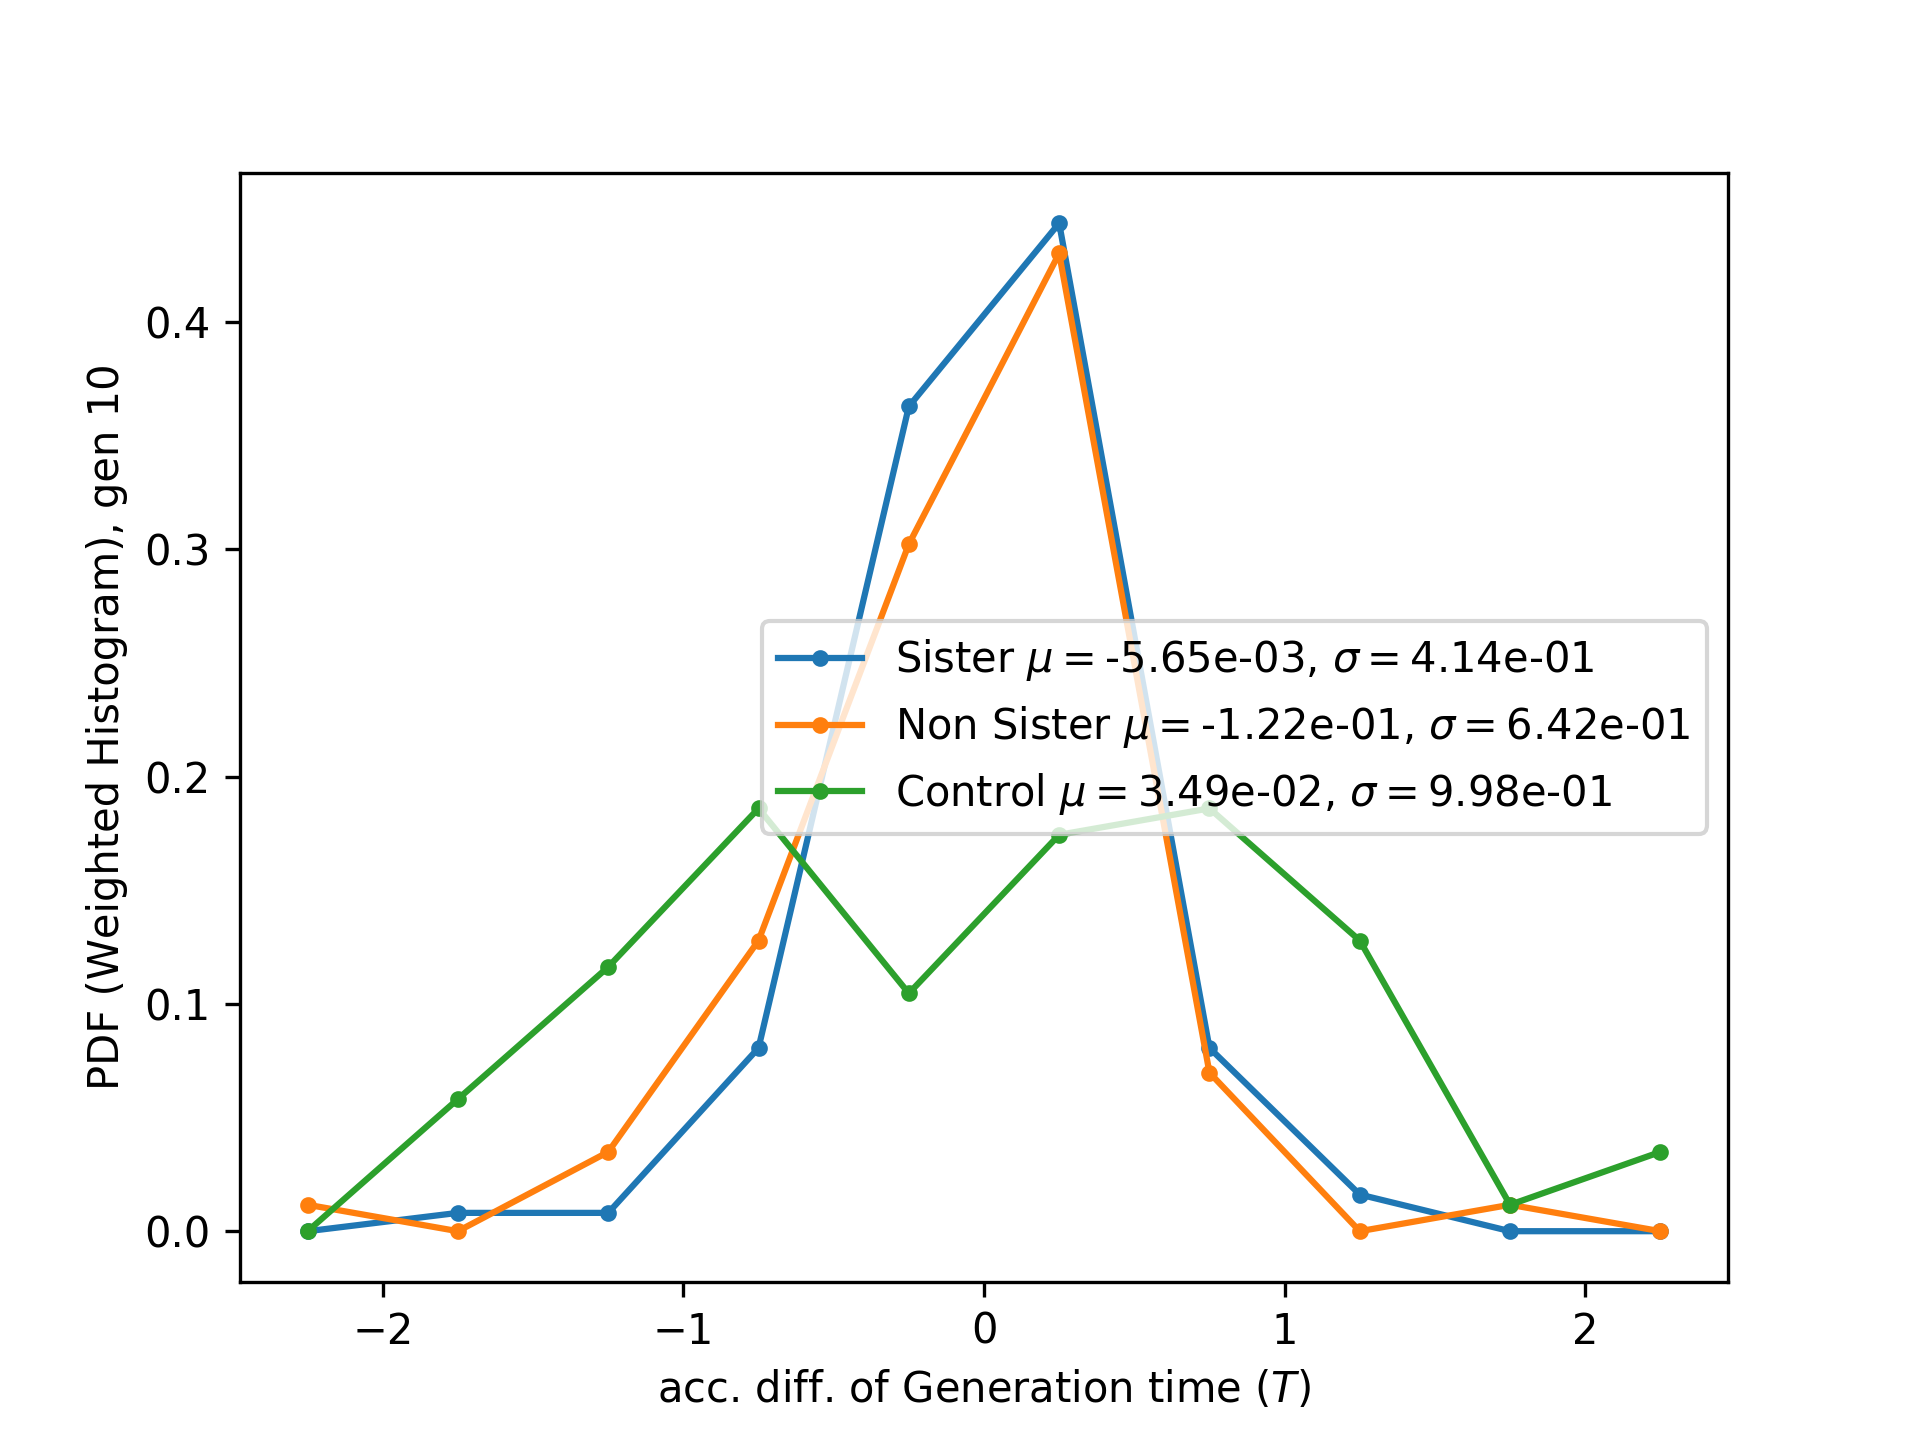 PDF (Weighted Histogram), gen 10
0.4
0.3
0.2
0.1
0.0
Sister μ = -5.65e-03, σ = 4.14e-01
Non Sister μ = -1.22e-01, σ = 6.42e-01
Control μ = 3.49e-02, σ = 9.98e-01
−2 −1 0 1 2
acc. diff. of Generation time (T)